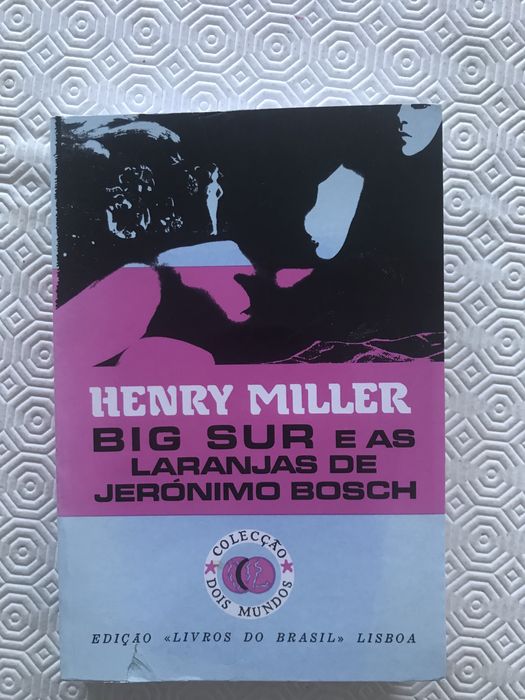 HENRY MILLER
BIG SUR E AS
LARANJAS DE
JERÓNIMO BOSCH
COLECÇÃO
DOIS MUNDOS
EDIÇÃO «LIVROS DO BRASIL» LISBOA